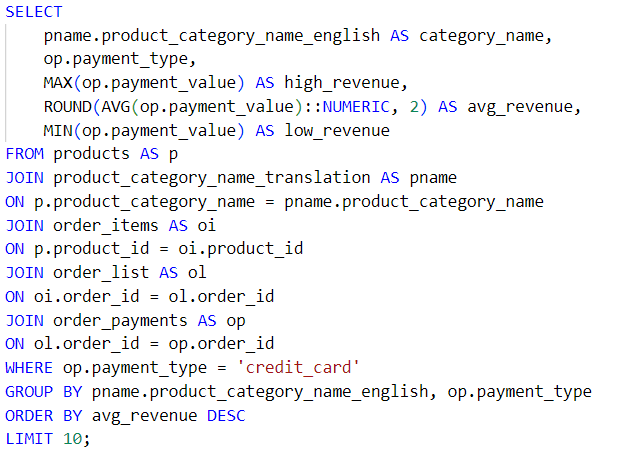 SELECT
    pname.product_category_name_english AS category_name,
    op.payment_type,
    MAX(op.payment_value) AS high_revenue,
    ROUND(AVG(op.payment_value)::NUMERIC, 2) AS avg_revenue,
    MIN(op.payment_value) AS low_revenue
FROM products AS p
JOIN product_category_name_translation AS pname
ON p.product_category_name = pname.product_category_name
JOIN order_items AS oi
ON p.product_id = oi.product_id
JOIN order_list AS ol
ON oi.order_id = ol.order_id
JOIN order_payments AS op
ON ol.order_id = op.order_id
WHERE op.payment_type = 'credit_card'
GROUP BY pname.product_category_name_english, op.payment_type
ORDER BY avg_revenue DESC
LIMIT 10;